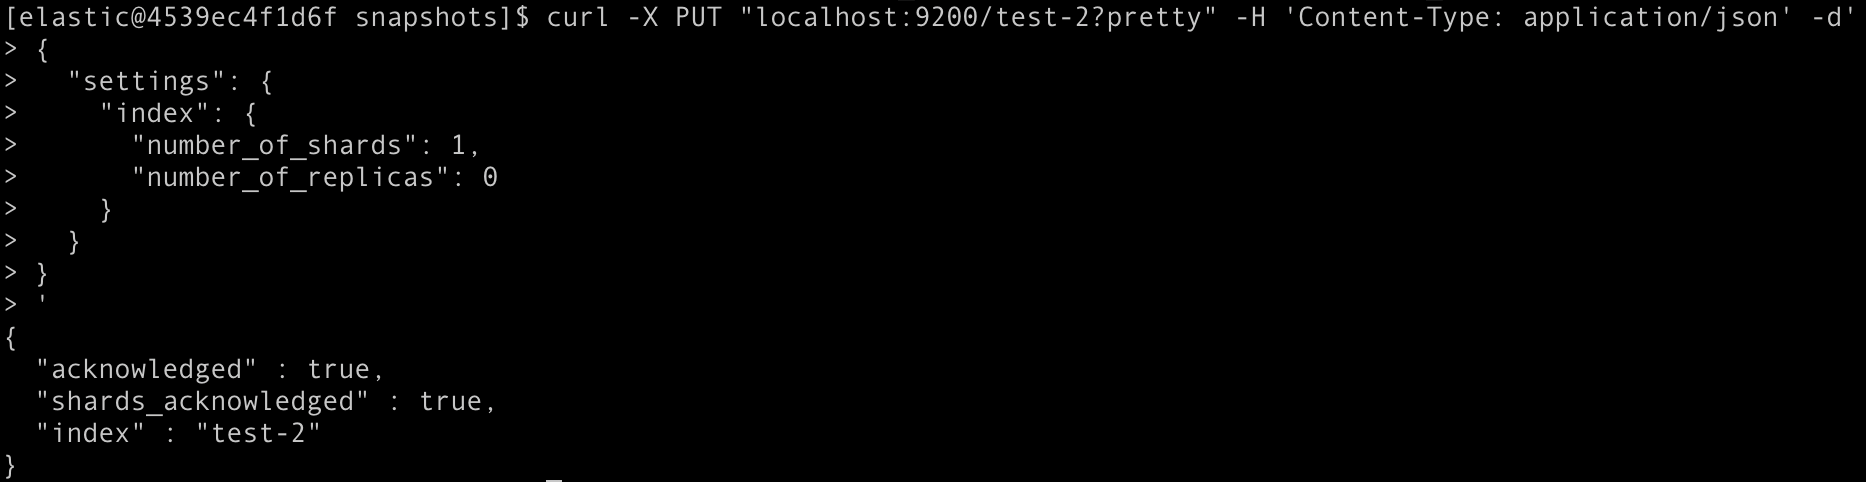 [elastic@4539ec4f1d6f snapshots]$ curl -X PUT "localhost:9200/test-2?pretty" -H 'Content-Type: application/json' -d'
> {
>   "settings": {
>     "index": {
>       "number_of_shards": 1,
>       "number_of_replicas": 0
>     }
>   }
> }
> '
{
  "acknowledged" : true,
  "shards_acknowledged" : true,
  "index" : "test-2"
}